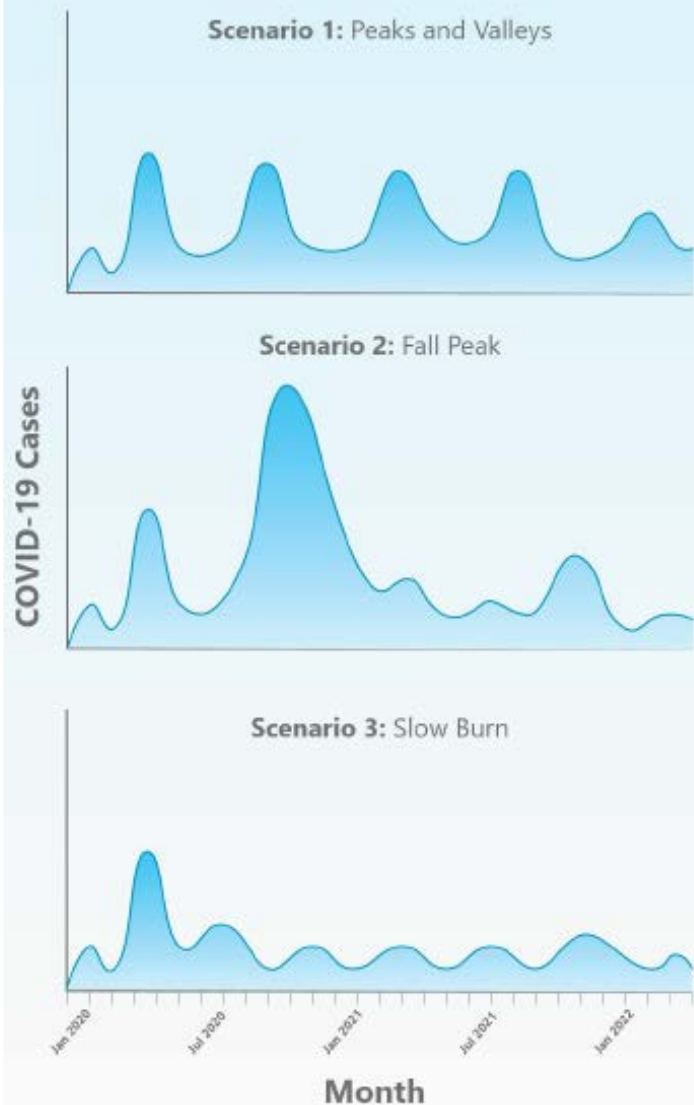 Scenario 1: Peaks and Valleys
Scenario 2: Fall Peak
COVID-19 Cases
Scenario 3: Slow Burn
Jan 2020
Jul 2020
Jan 2021
Jul 2021
Jan 2022
Month